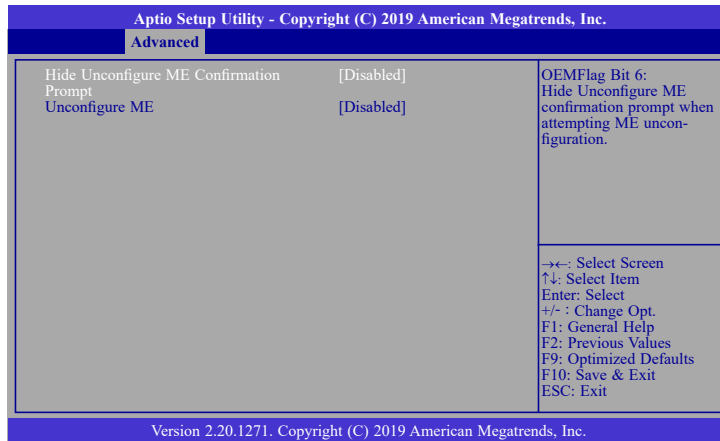 Aptio Setup Utility - Copyright (C) 2019 American Megatrends, Inc.
Advanced
Hide Unconfigure ME Confirmation [Disabled]
Prompt
Unconfigure ME [Disabled]
OEMFlag Bit 6:
Hide Unconfigure ME
confirmation prompt when
attempting ME uncon-
figuration.
→←: Select Screen
↑↓: Select Item
Enter: Select
+/- : Change Opt.
F1: General Help
F2: Previous Values
F9: Optimized Defaults
F10: Save & Exit
ESC: Exit
Version 2.20.1271. Copyright (C) 2019 American Megatrends, Inc.